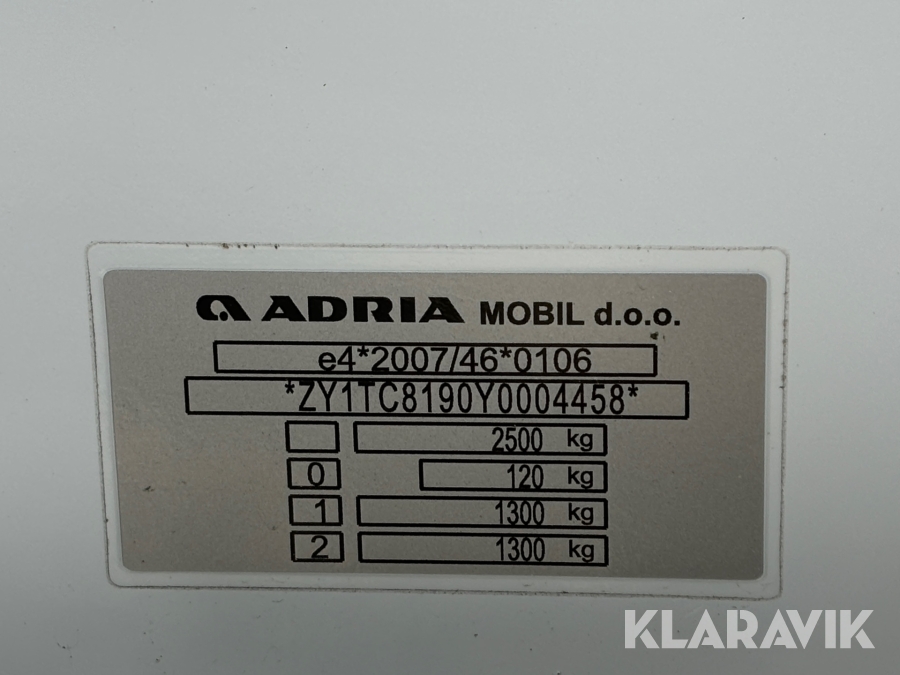 ADRIA MOBIL d.o.o.
e4*2007/46*0106
*ZY1TC8190Y0004458*
2500 kg
0 120 kg
1 1300 kg
2 1300 kg
KLARAVIK